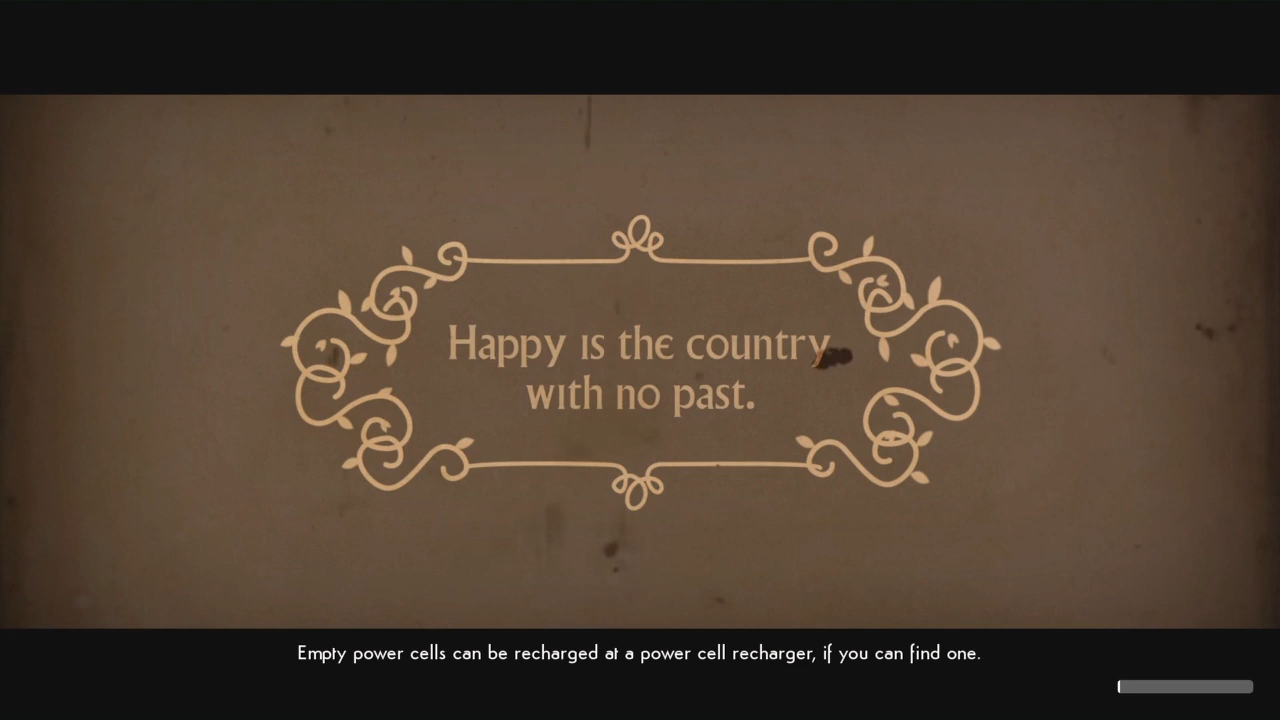 Happy is the country
with no past.
Empty power cells can be recharged at a power cell recharger, if you can find one.